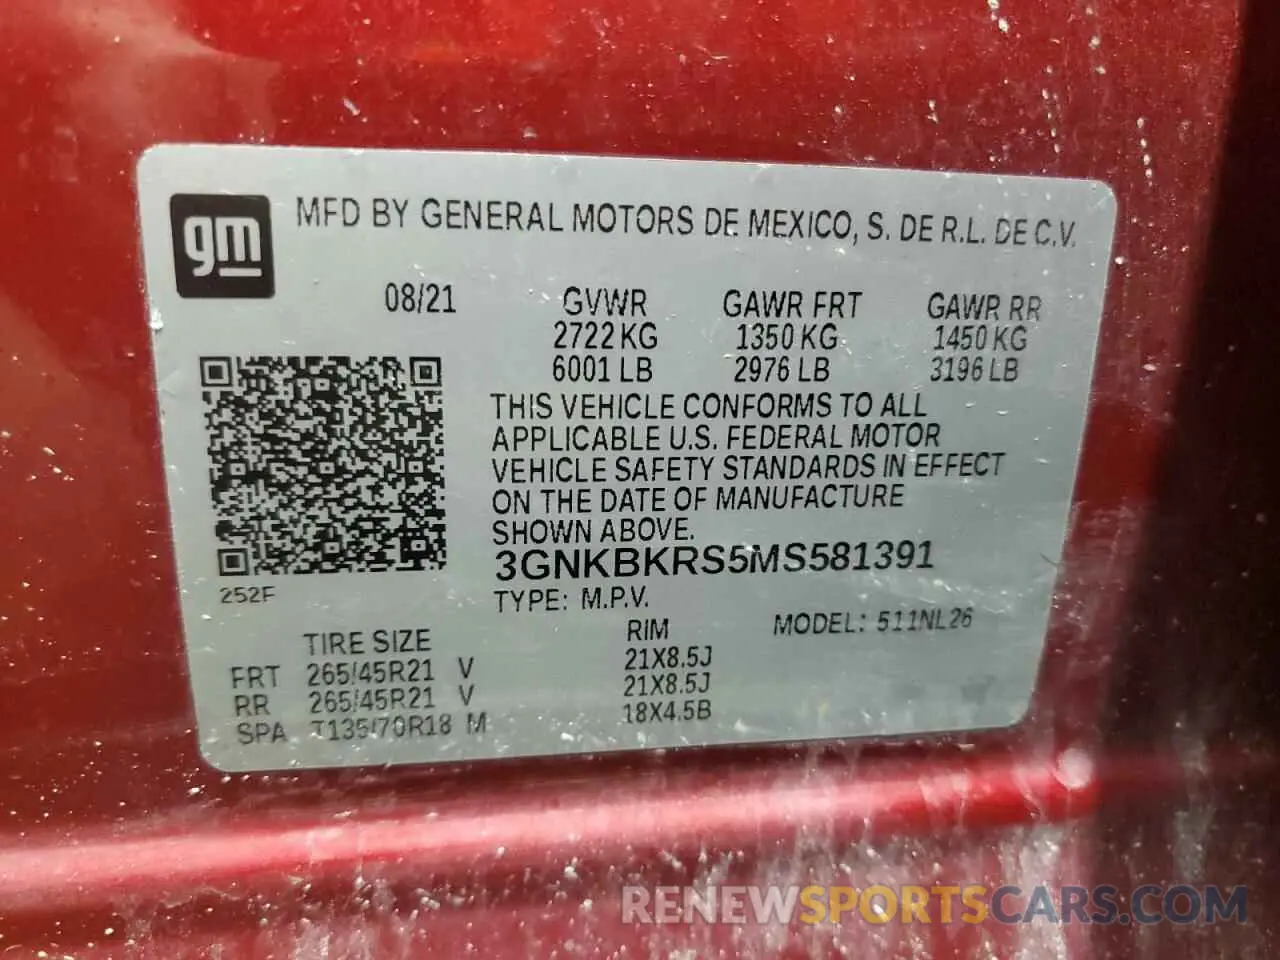 gm
MFD BY GENERAL MOTORS DE MEXICO, S. DE R.L. DE C.V.
08/21 GVWR GAWR FRT GAWR RR
2722 KG 1350 KG 1450 KG
6001 LB 2976 LB 3196 LB
THIS VEHICLE CONFORMS TO ALL
APPLICABLE U.S. FEDERAL MOTOR
VEHICLE SAFETY STANDARDS IN EFFECT
ON THE DATE OF MANUFACTURE
SHOWN ABOVE.
3GNKBKRS5MS581391
252F
TYPE: M.P.V.
MODEL: 511NL26
TIRE SIZE RIM
FRT 265/45R21 V 21X8.5J
RR 265/45R21 V 21X8.5J
SPA T135/70R18 M 18X4.5B
RENEWSPORTSCARS.COM